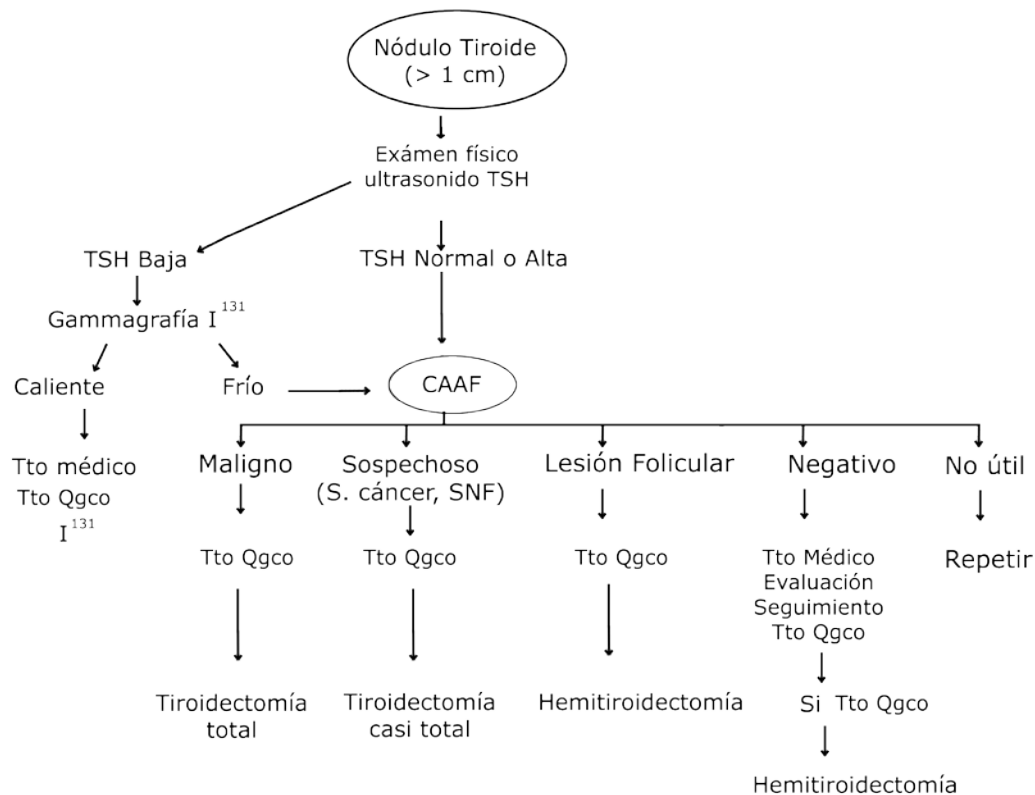 Nódulo Tiroide
(> 1 cm)
Exámen físico
ultrasonido TSH
TSH Baja
TSH Normal o Alta
Gammagrafía I 131
Caliente
Frío
CAAF
Tto médico
Tto Qgco
I 131
Maligno
Tto Qgco
Tiroidectomía
total
Sospechoso
(S. cáncer, SNF)
Tto Qgco
Tiroidectomía
casi total
Lesión Folicular
Tto Qgco
Hemitiroidectomía
Negativo
Tto Médico
Evaluación
Seguimiento
Tto Qgco
Si Tto Qgco
Hemitiroidectomía
No útil
Repetir